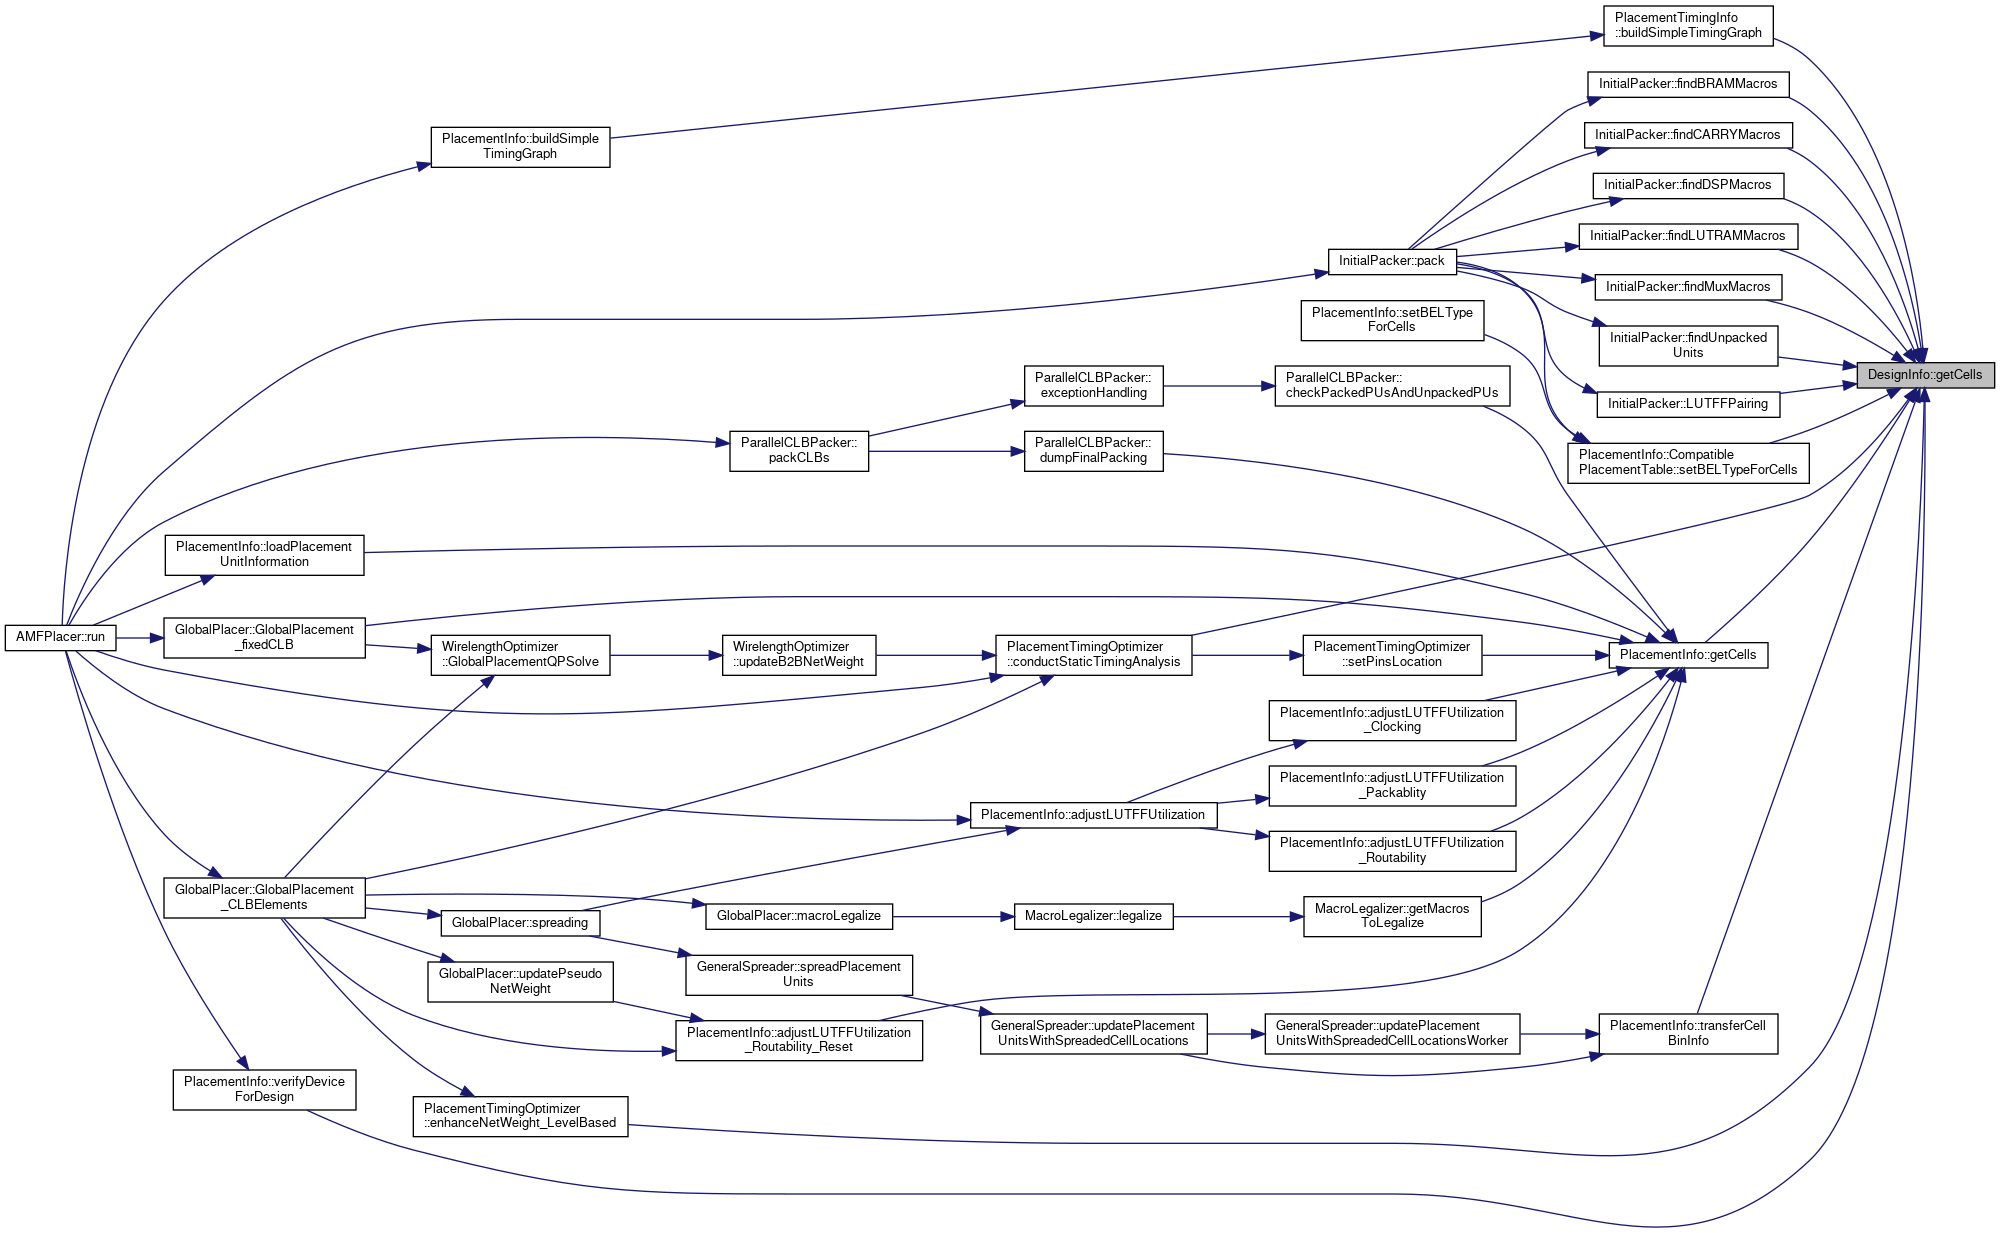 PlacementTimingInfo
::buildSimpleTimingGraph
InitialPacker::findBRAMMacros
PlacementInfo::buildSimple
TimingGraph
InitialPacker::findCARRYMacros
InitialPacker::findDSPMacros
InitialPacker::findLUTRAMMacros
InitialPacker::pack
InitialPacker::findMuxMacros
PlacementInfo::setBELType
ForCells
InitialPacker::findUnpacked
Units
DesignInfo::getCells
ParallelCLBPacker::
exceptionHandling
ParallelCLBPacker::
checkPackedPUsAndUnpackedPUs
InitialPacker::LUTFFPairing
ParallelCLBPacker::
packCLBs
ParallelCLBPacker::
dumpFinalPacking
PlacementInfo::Compatible
PlacementTable::setBELTypeForCells
PlacementInfo::loadPlacement
UnitInformation
AMFPlacer::run
GlobalPlacer::GlobalPlacement
_fixedCLB
WirelengthOptimizer
::GlobalPlacementQPSolve
WirelengthOptimizer
::updateB2BNetWeight
PlacementTimingOptimizer
::conductStaticTimingAnalysis
PlacementTimingOptimizer
::setPinsLocation
PlacementInfo::getCells
PlacementInfo::adjustLUTFFUtilization
_Clocking
PlacementInfo::adjustLUTFFUtilization
_Packablity
PlacementInfo::adjustLUTFFUtilization
PlacementInfo::adjustLUTFFUtilization
_Routability
GlobalPlacer::GlobalPlacement
_CLBElements
GlobalPlacer::spreading
GlobalPlacer::macroLegalize
MacroLegalizer::legalize
MacroLegalizer::getMacros
ToLegalize
GlobalPlacer::updatePseudo
NetWeight
GeneralSpreader::spreadPlacement
Units
PlacementInfo::adjustLUTFFUtilization
_Routability_Reset
GeneralSpreader::updatePlacement
UnitsWithSpreadedCellLocations
GeneralSpreader::updatePlacement
UnitsWithSpreadedCellLocationsWorker
PlacementInfo::transferCell
BinInfo
PlacementInfo::verifyDevice
ForDesign
PlacementTimingOptimizer
::enhanceNetWeight_LevelBased